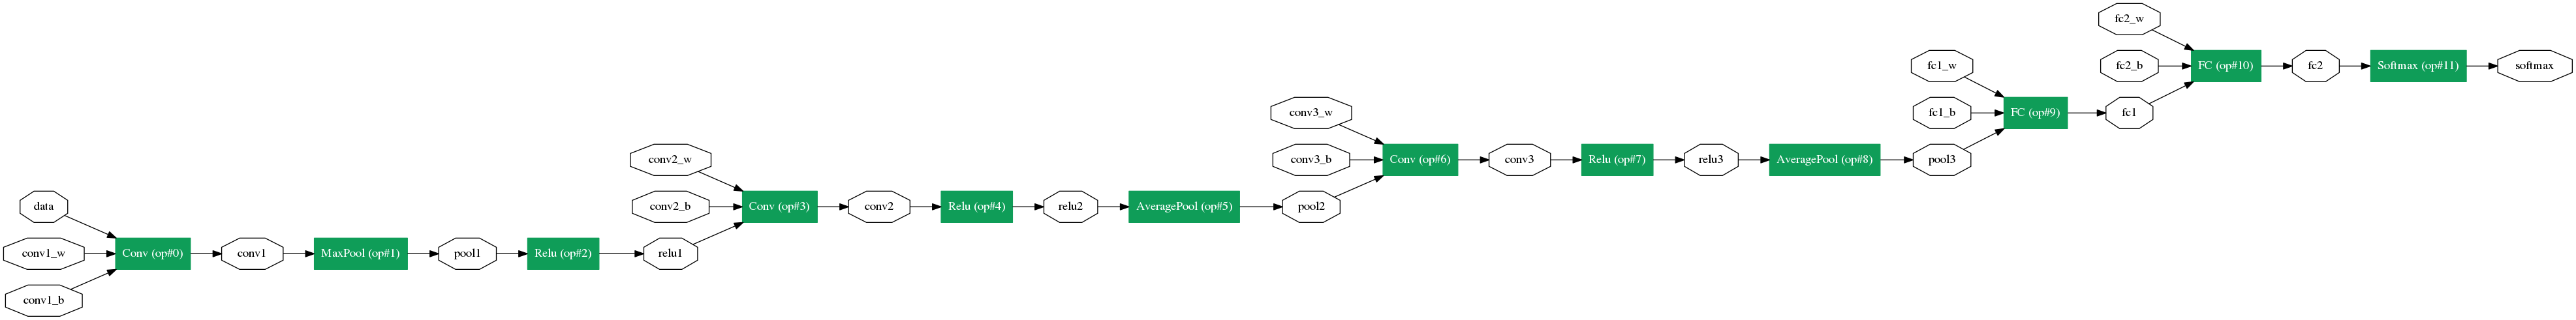 data
conv1_w
conv1_b
Conv (op#0)
conv1
MaxPool (op#1)
pool1
Relu (op#2)
relu1
conv2_w
conv2_b
Conv (op#3)
conv2
Relu (op#4)
relu2
AveragePool (op#5)
pool2
conv3_w
conv3_b
Conv (op#6)
conv3
Relu (op#7)
relu3
AveragePool (op#8)
pool3
fc1_w
fc1_b
FC (op#9)
fc1
fc2_w
fc2_b
FC (op#10)
fc2
Softmax (op#11)
softmax